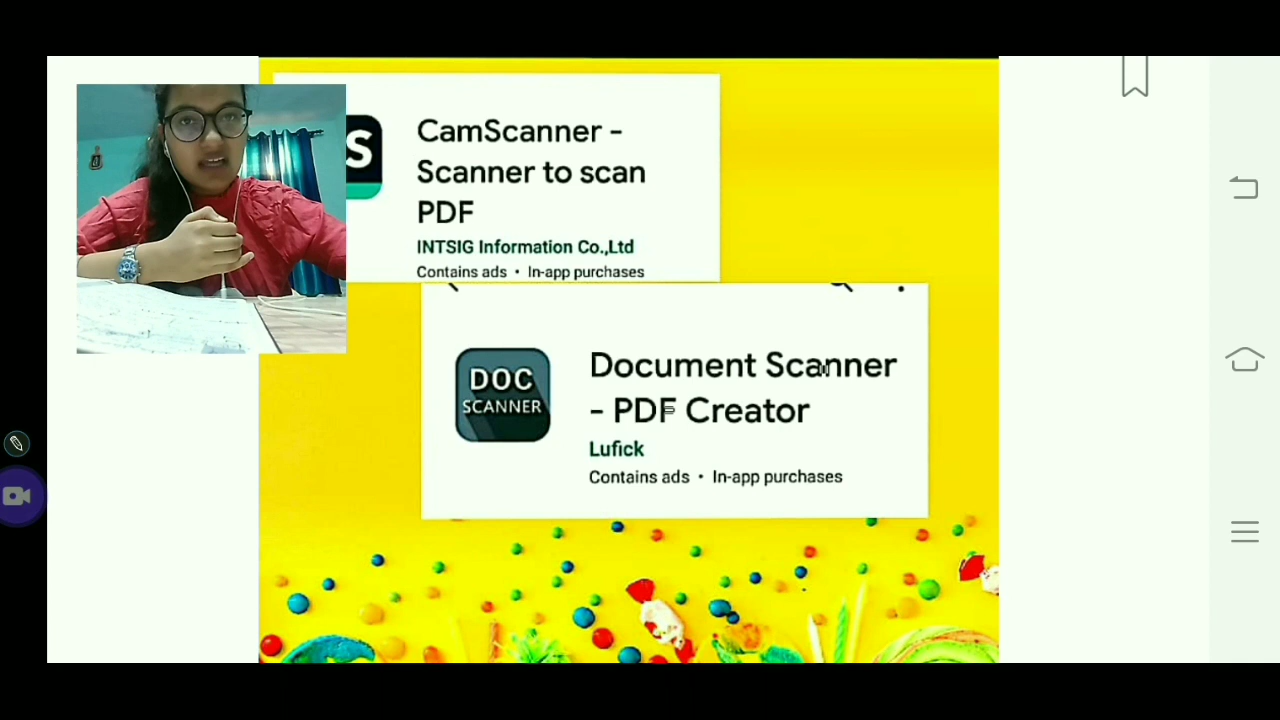 S
CamScanner -
Scanner to scan
PDF
INTSIG Information Co.,Ltd
Contains ads • In-app purchases
DOC
SCANNER
Document Scanner
- PDF Creator
Lufick
Contains ads • In-app purchases